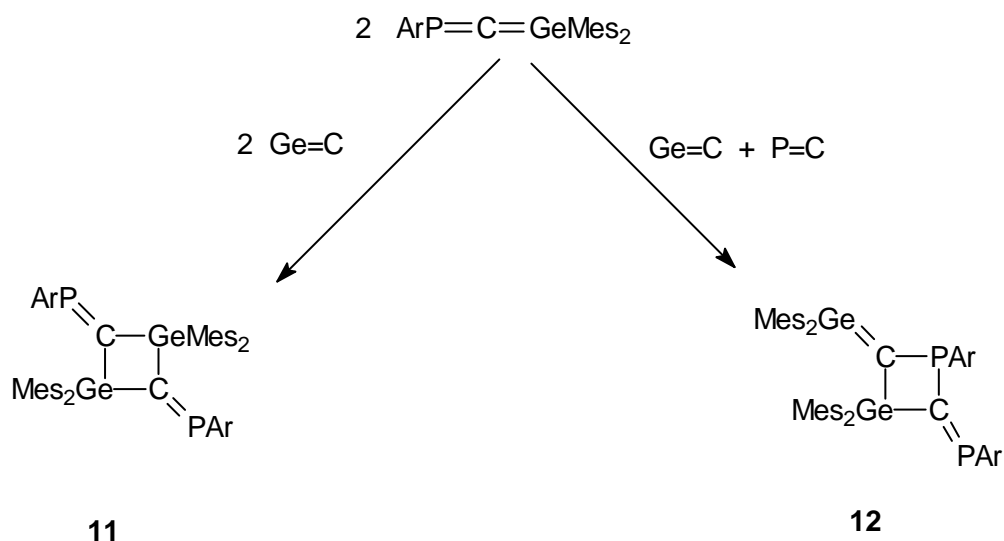 2 ArP=C=GeMes2
2 Ge=C
Ge=C + P=C
ArP
C GeMes2
Mes2Ge C
PAr
11
Mes2Ge
C PAr
Mes2Ge C
PAr
12